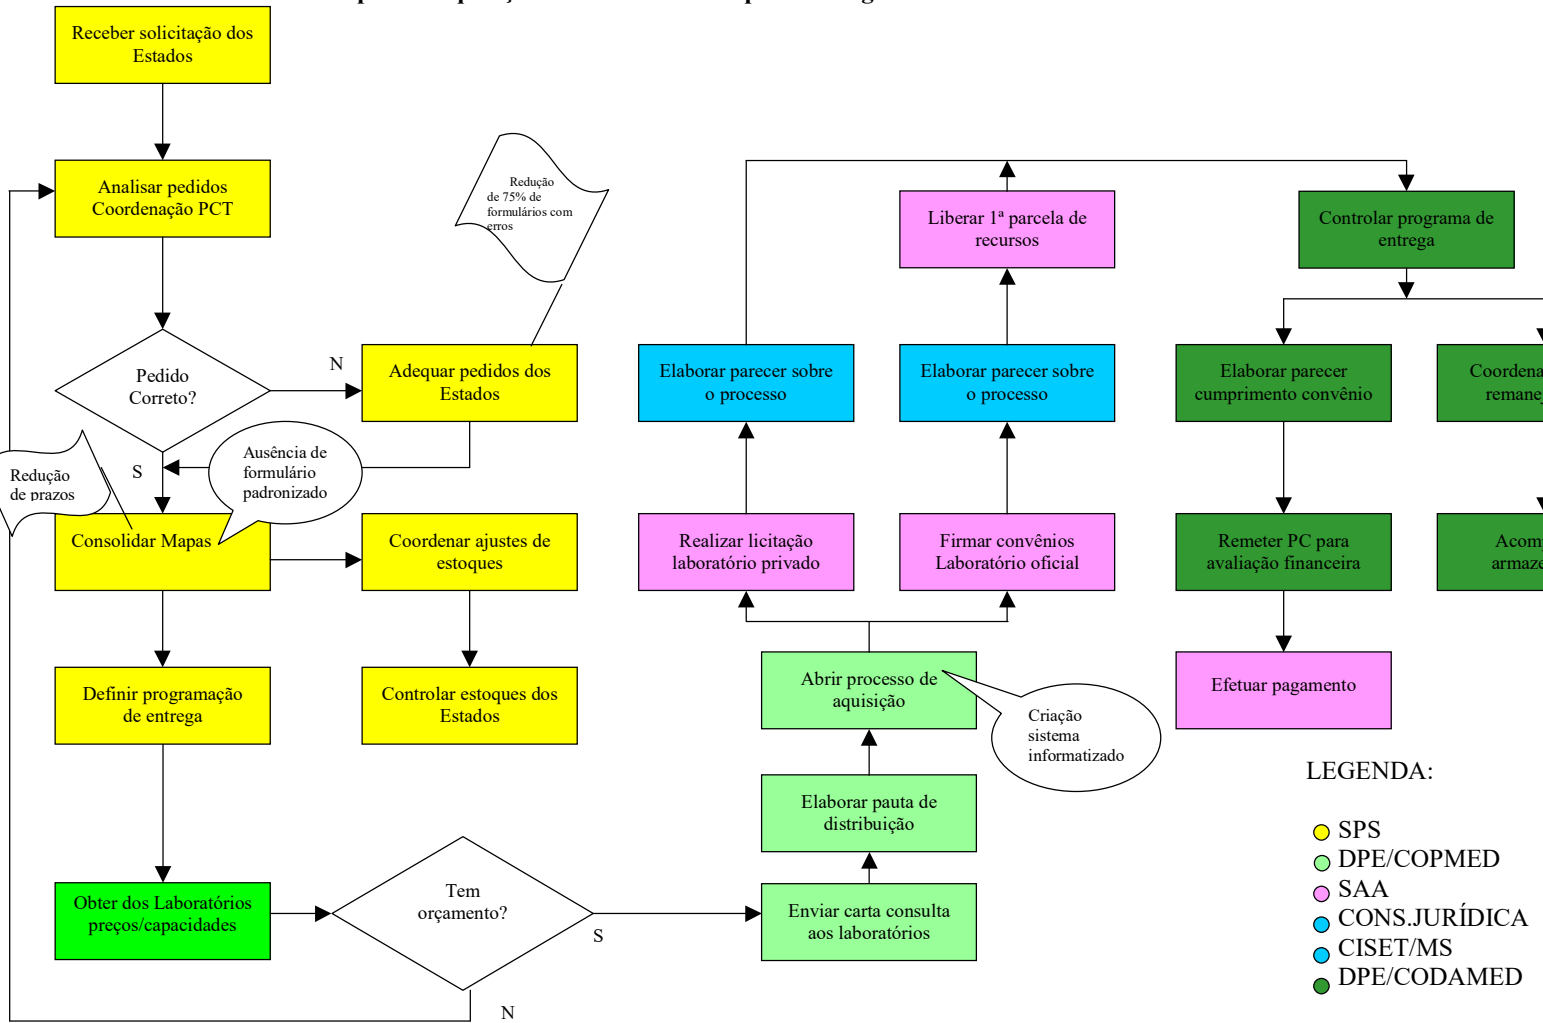 Receber solicitação dos
Estados
Analisar pedidos
Coordenação PCT
Redução
de 75% de
formulários com
erros
Liberar 1ª parcela de
recursos
Controlar programa de
entrega
Pedido
Correto?
N
Adequar pedidos dos
Estados
Elaborar parecer sobre
o processo
Elaborar parecer sobre
o processo
Elaborar parecer
cumprimento convênio
Redução
de prazos
S
Ausência de
formulário
padronizado
Consolidar Mapas
Coordenar ajustes de
estoques
Realizar licitação
laboratório privado
Firmar convênios
Laboratório oficial
Remeter PC para
avaliação financeira
Definir programação
de entrega
Controlar estoques dos
Estados
Abrir processo de
aquisição
Criação
sistema
informatizado
Efetuar pagamento
Elaborar pauta de
distribuição
Obter dos Laboratórios
preços/capacidades
Tem
orçamento?
S
N
Enviar carta consulta
aos laboratórios
LEGENDA:
SPS
DPE/COPMED
SAA
CONS.JURÍDICA
CISET/MS
DPE/CODAMED